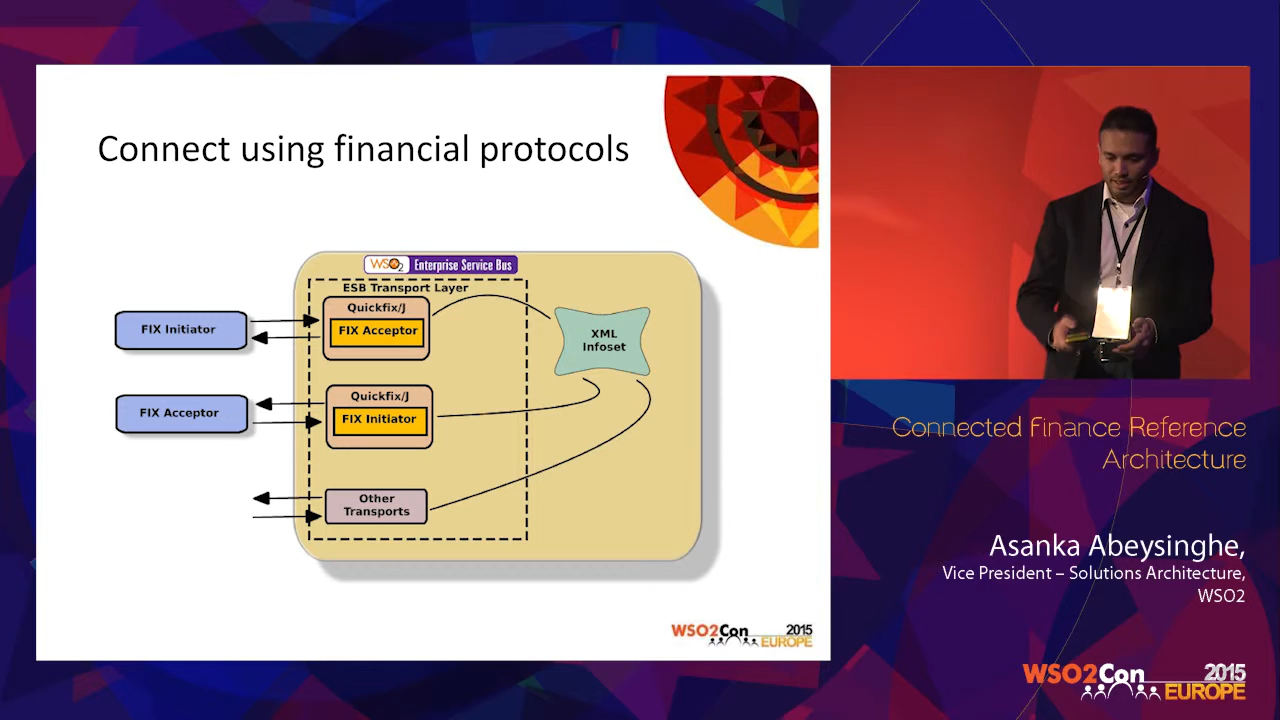 Connect using financial protocols
WSO2 Enterprise Service Bus
ESB Transport Layer
Quickfix/J
FIX Acceptor
FIX Initiator
XML
Infoset
Quickfix/J
FIX Initiator
FIX Acceptor
Other
Transports
WSO2Con 2015
EUROPE
Connected Finance Reference
Architecture
Asanka Abeysinghe,
Vice President – Solutions Architecture,
WSO2
WSO2Con 2015
EUROPE